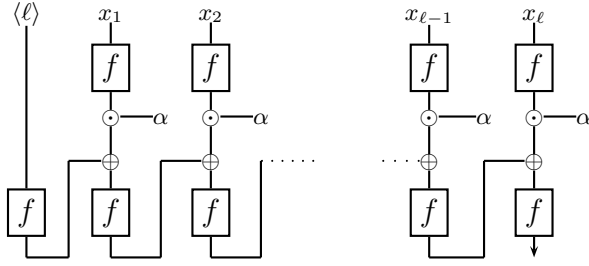 ⟨ℓ⟩ x₁ x₂ xℓ₋₁ xℓ
f f f f
⊙ α ⊙ α ⊙ α ⊙ α
⊕ ⊕ ...... .... ⊕ ⊕
f f f f f